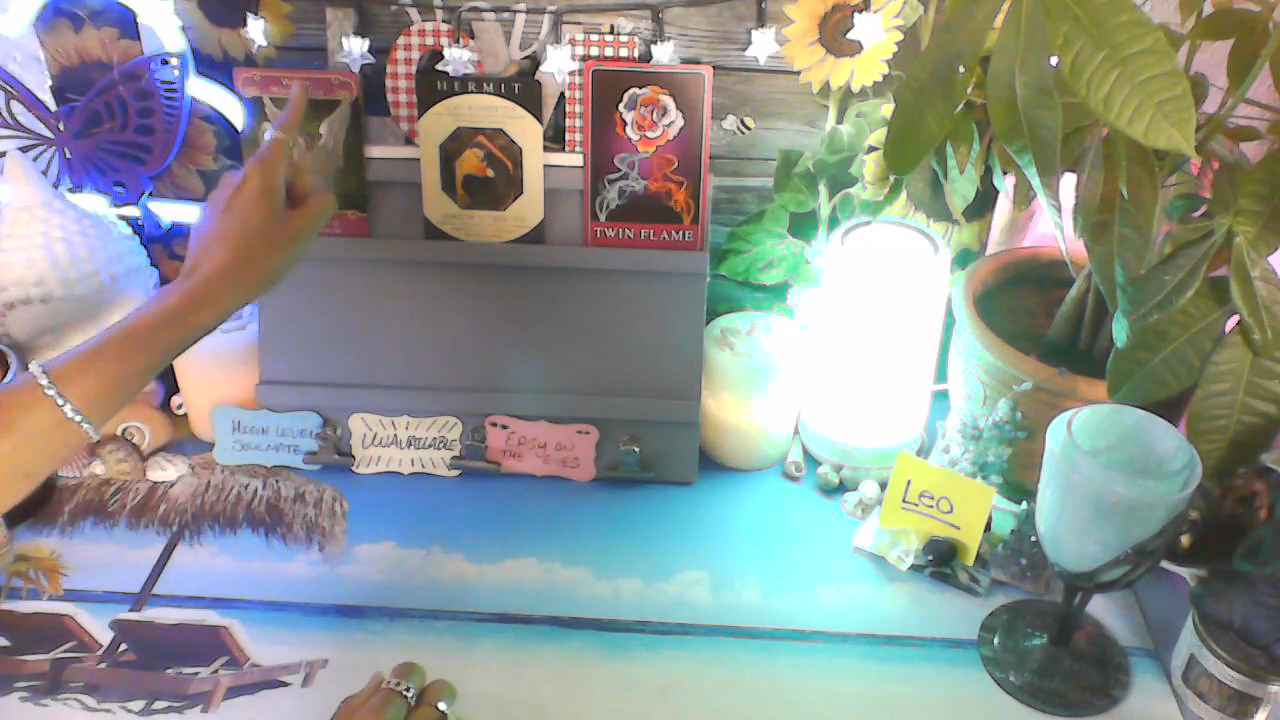 HERMIT
TWIN FLAME
HIGH LEVEL
SOULMATE
UNAVAILABLE
EASY ON
THE EYES
Leo